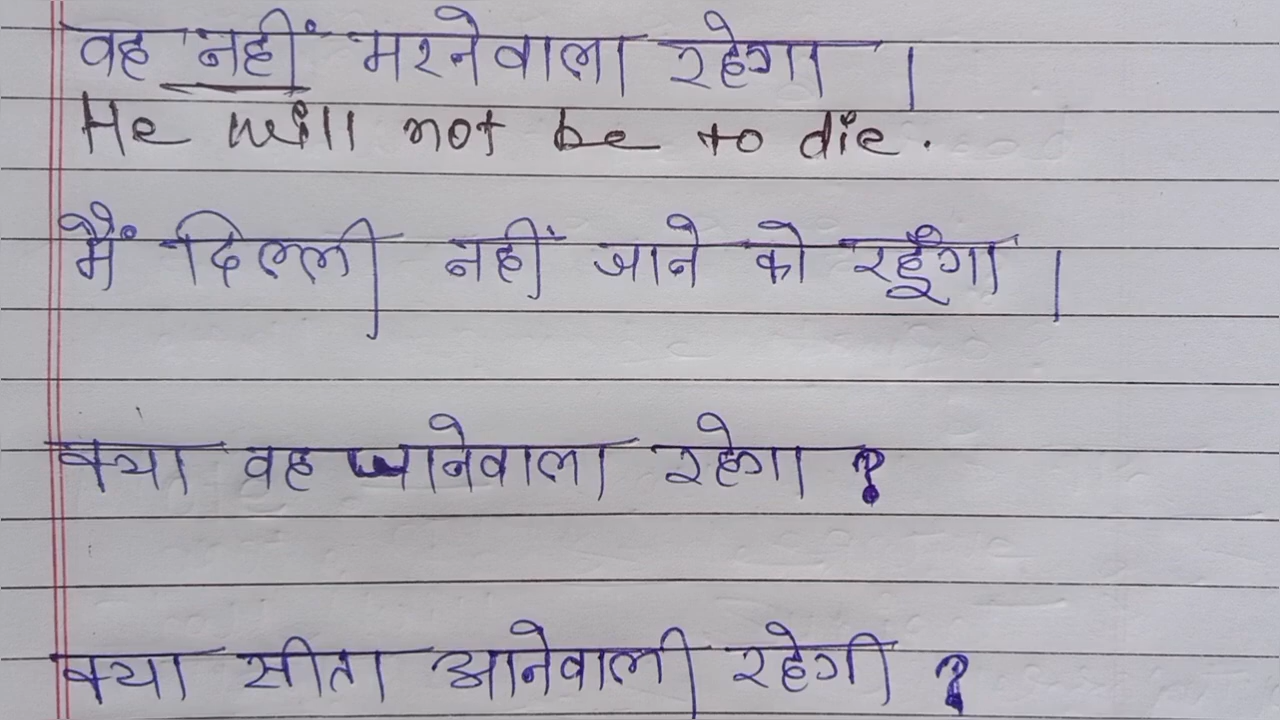 वह नहीं मरनेवाला रहेगा ।
He will not be to die.
मैं दिल्ली नहीं जाने को रहूँगा ।
क्या वह जानेवाला रहेगा ?
क्या सीता आनेवाली रहेगी ?